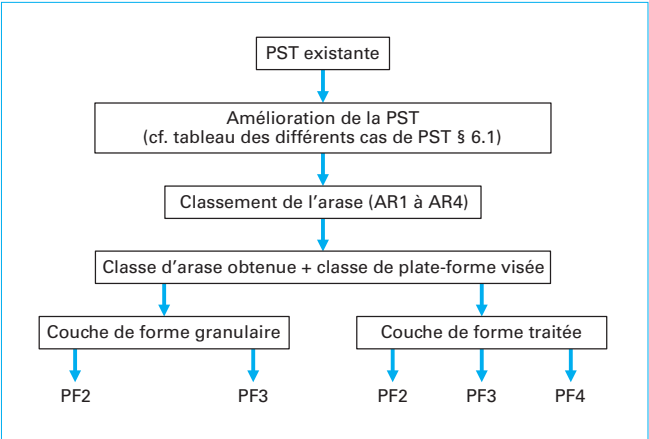 PST existante
Amélioration de la PST
(cf. tableau des différents cas de PST § 6.1)
Classement de l'arase (AR1 à AR4)
Classe d'arase obtenue + classe de plate-forme visée
Couche de forme granulaire
Couche de forme traitée
PF2
PF3
PF2
PF3
PF4